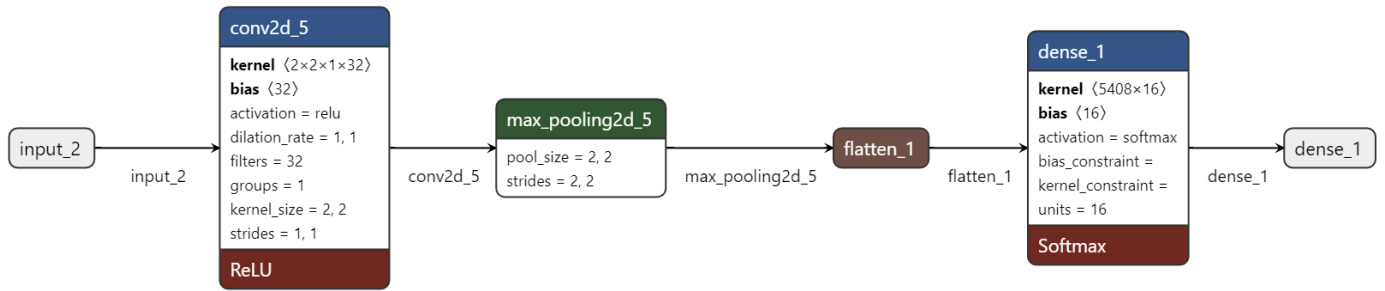 input_2
input_2
conv2d_5
kernel〈2×2×1×32〉
bias〈32〉
activation = relu
dilation_rate = 1, 1
filters = 32
groups = 1
kernel_size = 2, 2
strides = 1, 1
ReLU
conv2d_5
max_pooling2d_5
pool_size = 2, 2
strides = 2, 2
max_pooling2d_5
flatten_1
flatten_1
dense_1
kernel〈5408×16〉
bias〈16〉
activation = softmax
bias_constraint =
kernel_constraint =
units = 16
Softmax
dense_1
dense_1